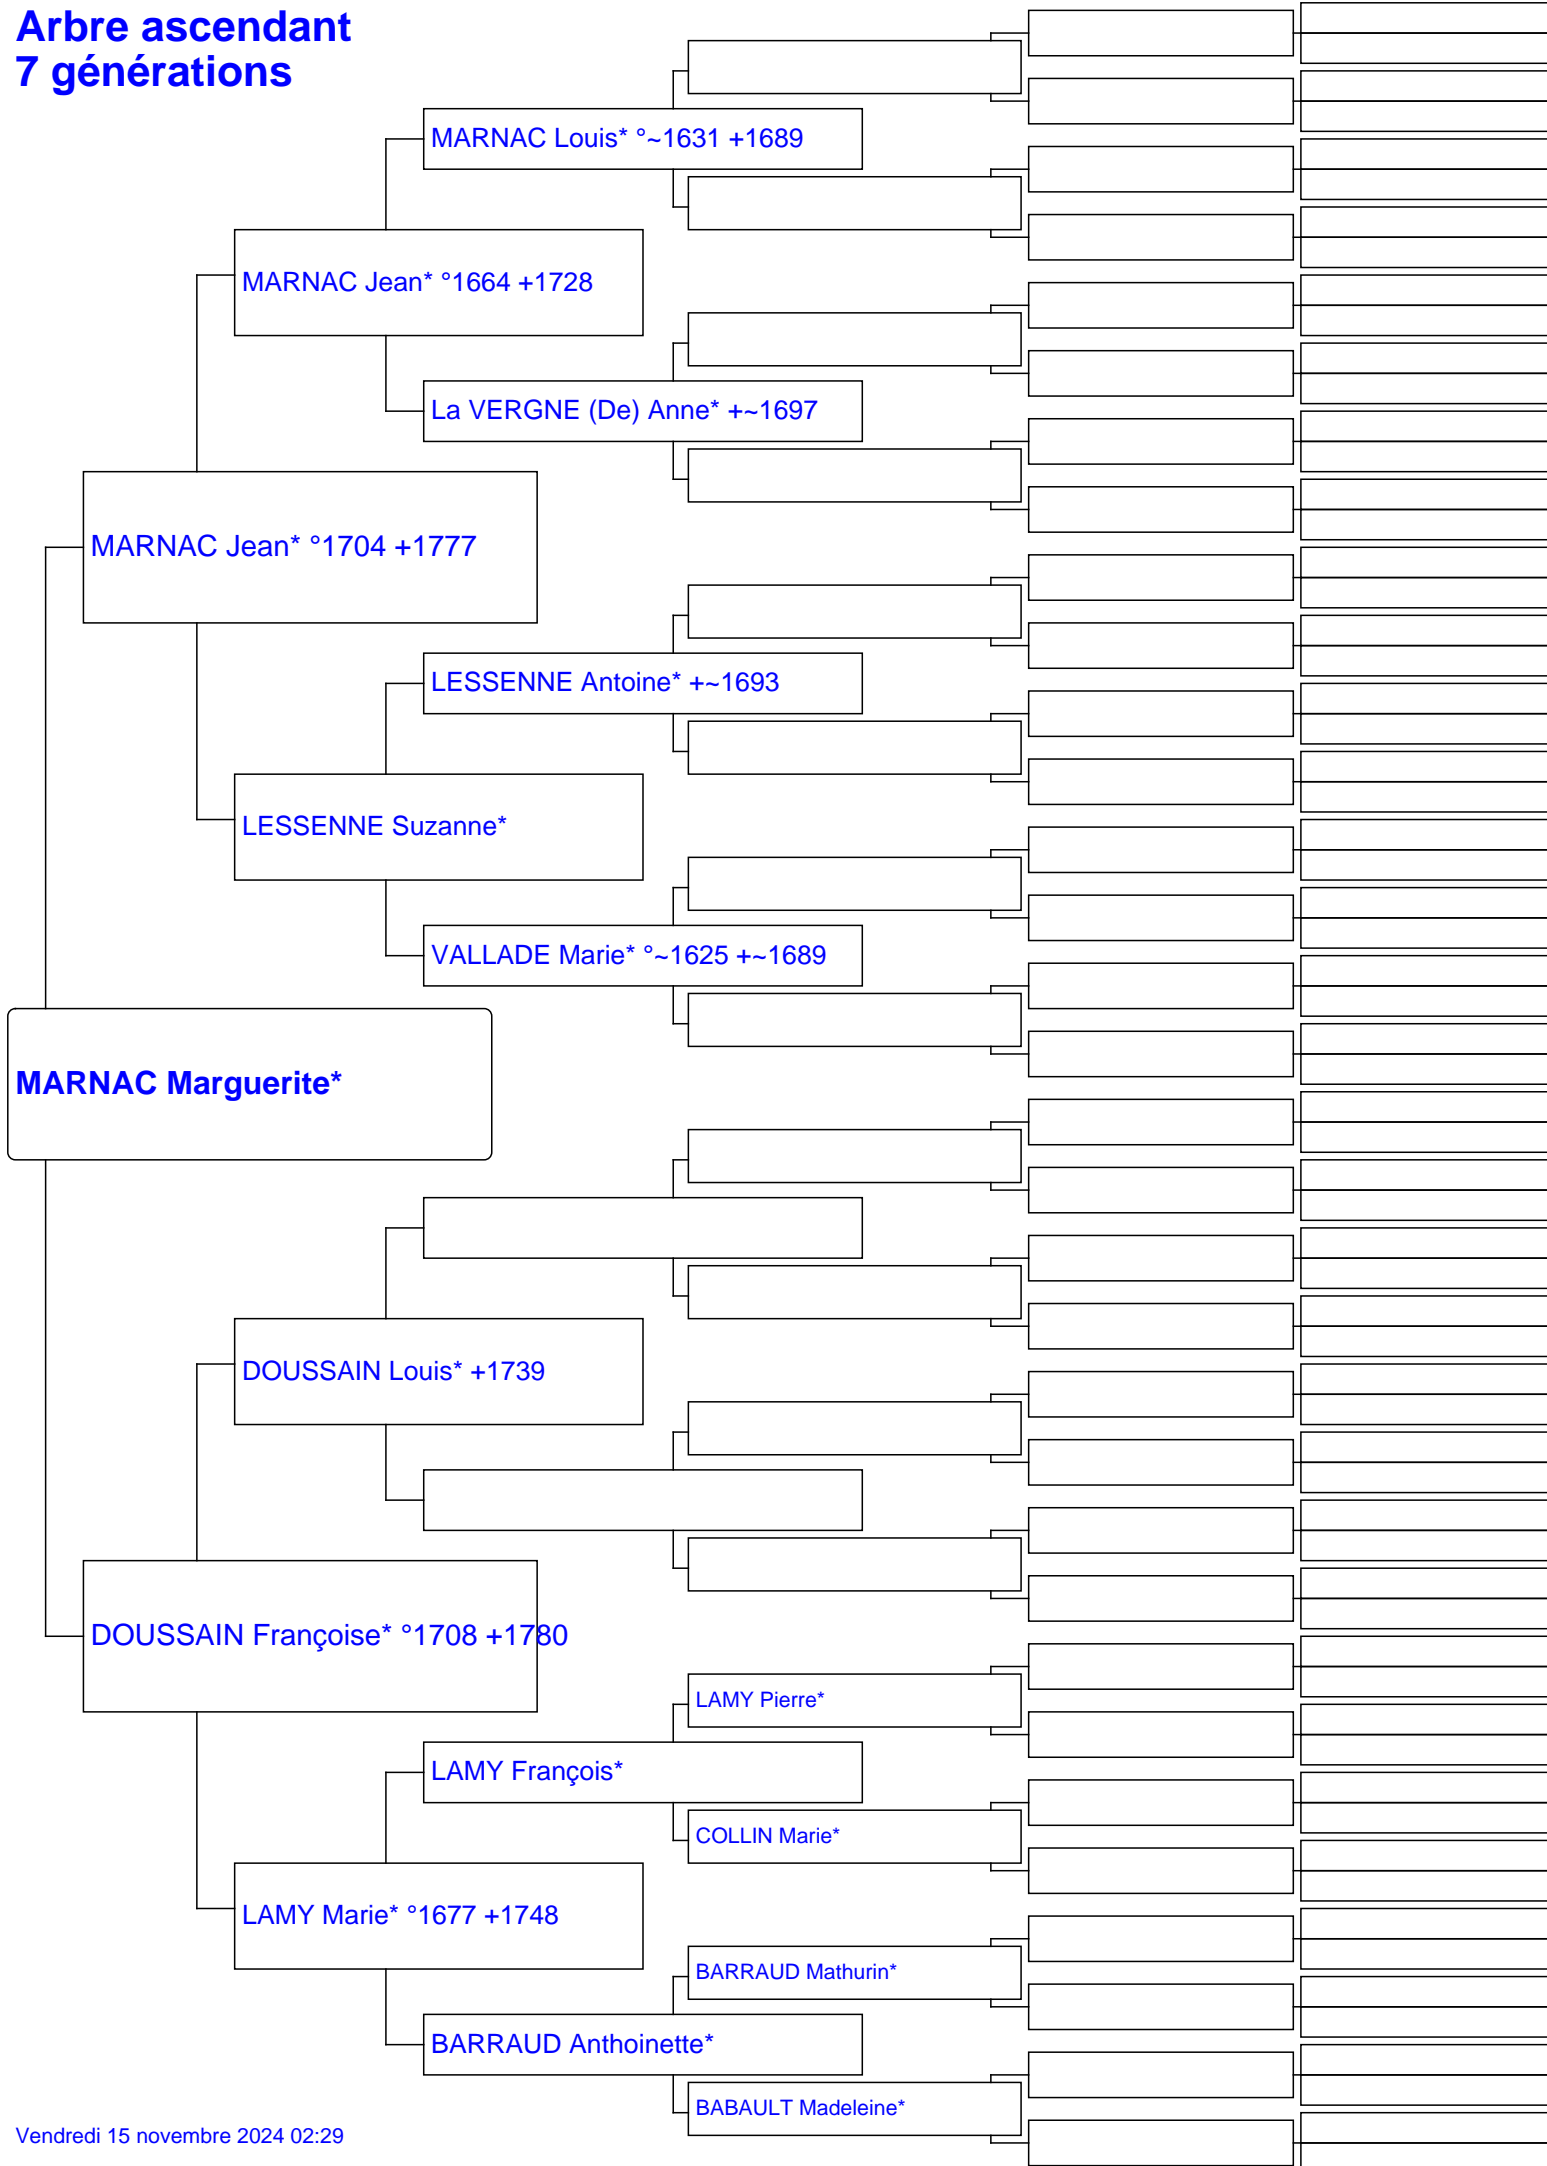 Arbre ascendant
7 générations
MARNAC Louis* °~1631 +1689
MARNAC Jean* °1664 +1728
La VERGNE (De) Anne* +~1697
MARNAC Jean* °1704 +1777
LESSENNE Antoine* +~1693
LESSENNE Suzanne*
VALLADE Marie* °~1625 +~1689
MARNAC Marguerite*
DOUSSAIN Louis* +1739
DOUSSAIN Françoise* °1708 +1780
LAMY Pierre*
LAMY François*
COLLIN Marie*
LAMY Marie* °1677 +1748
BARRAUD Mathurin*
BARRAUD Anthoinette*
BABAULT Madeleine*
Vendredi 15 novembre 2024 02:29